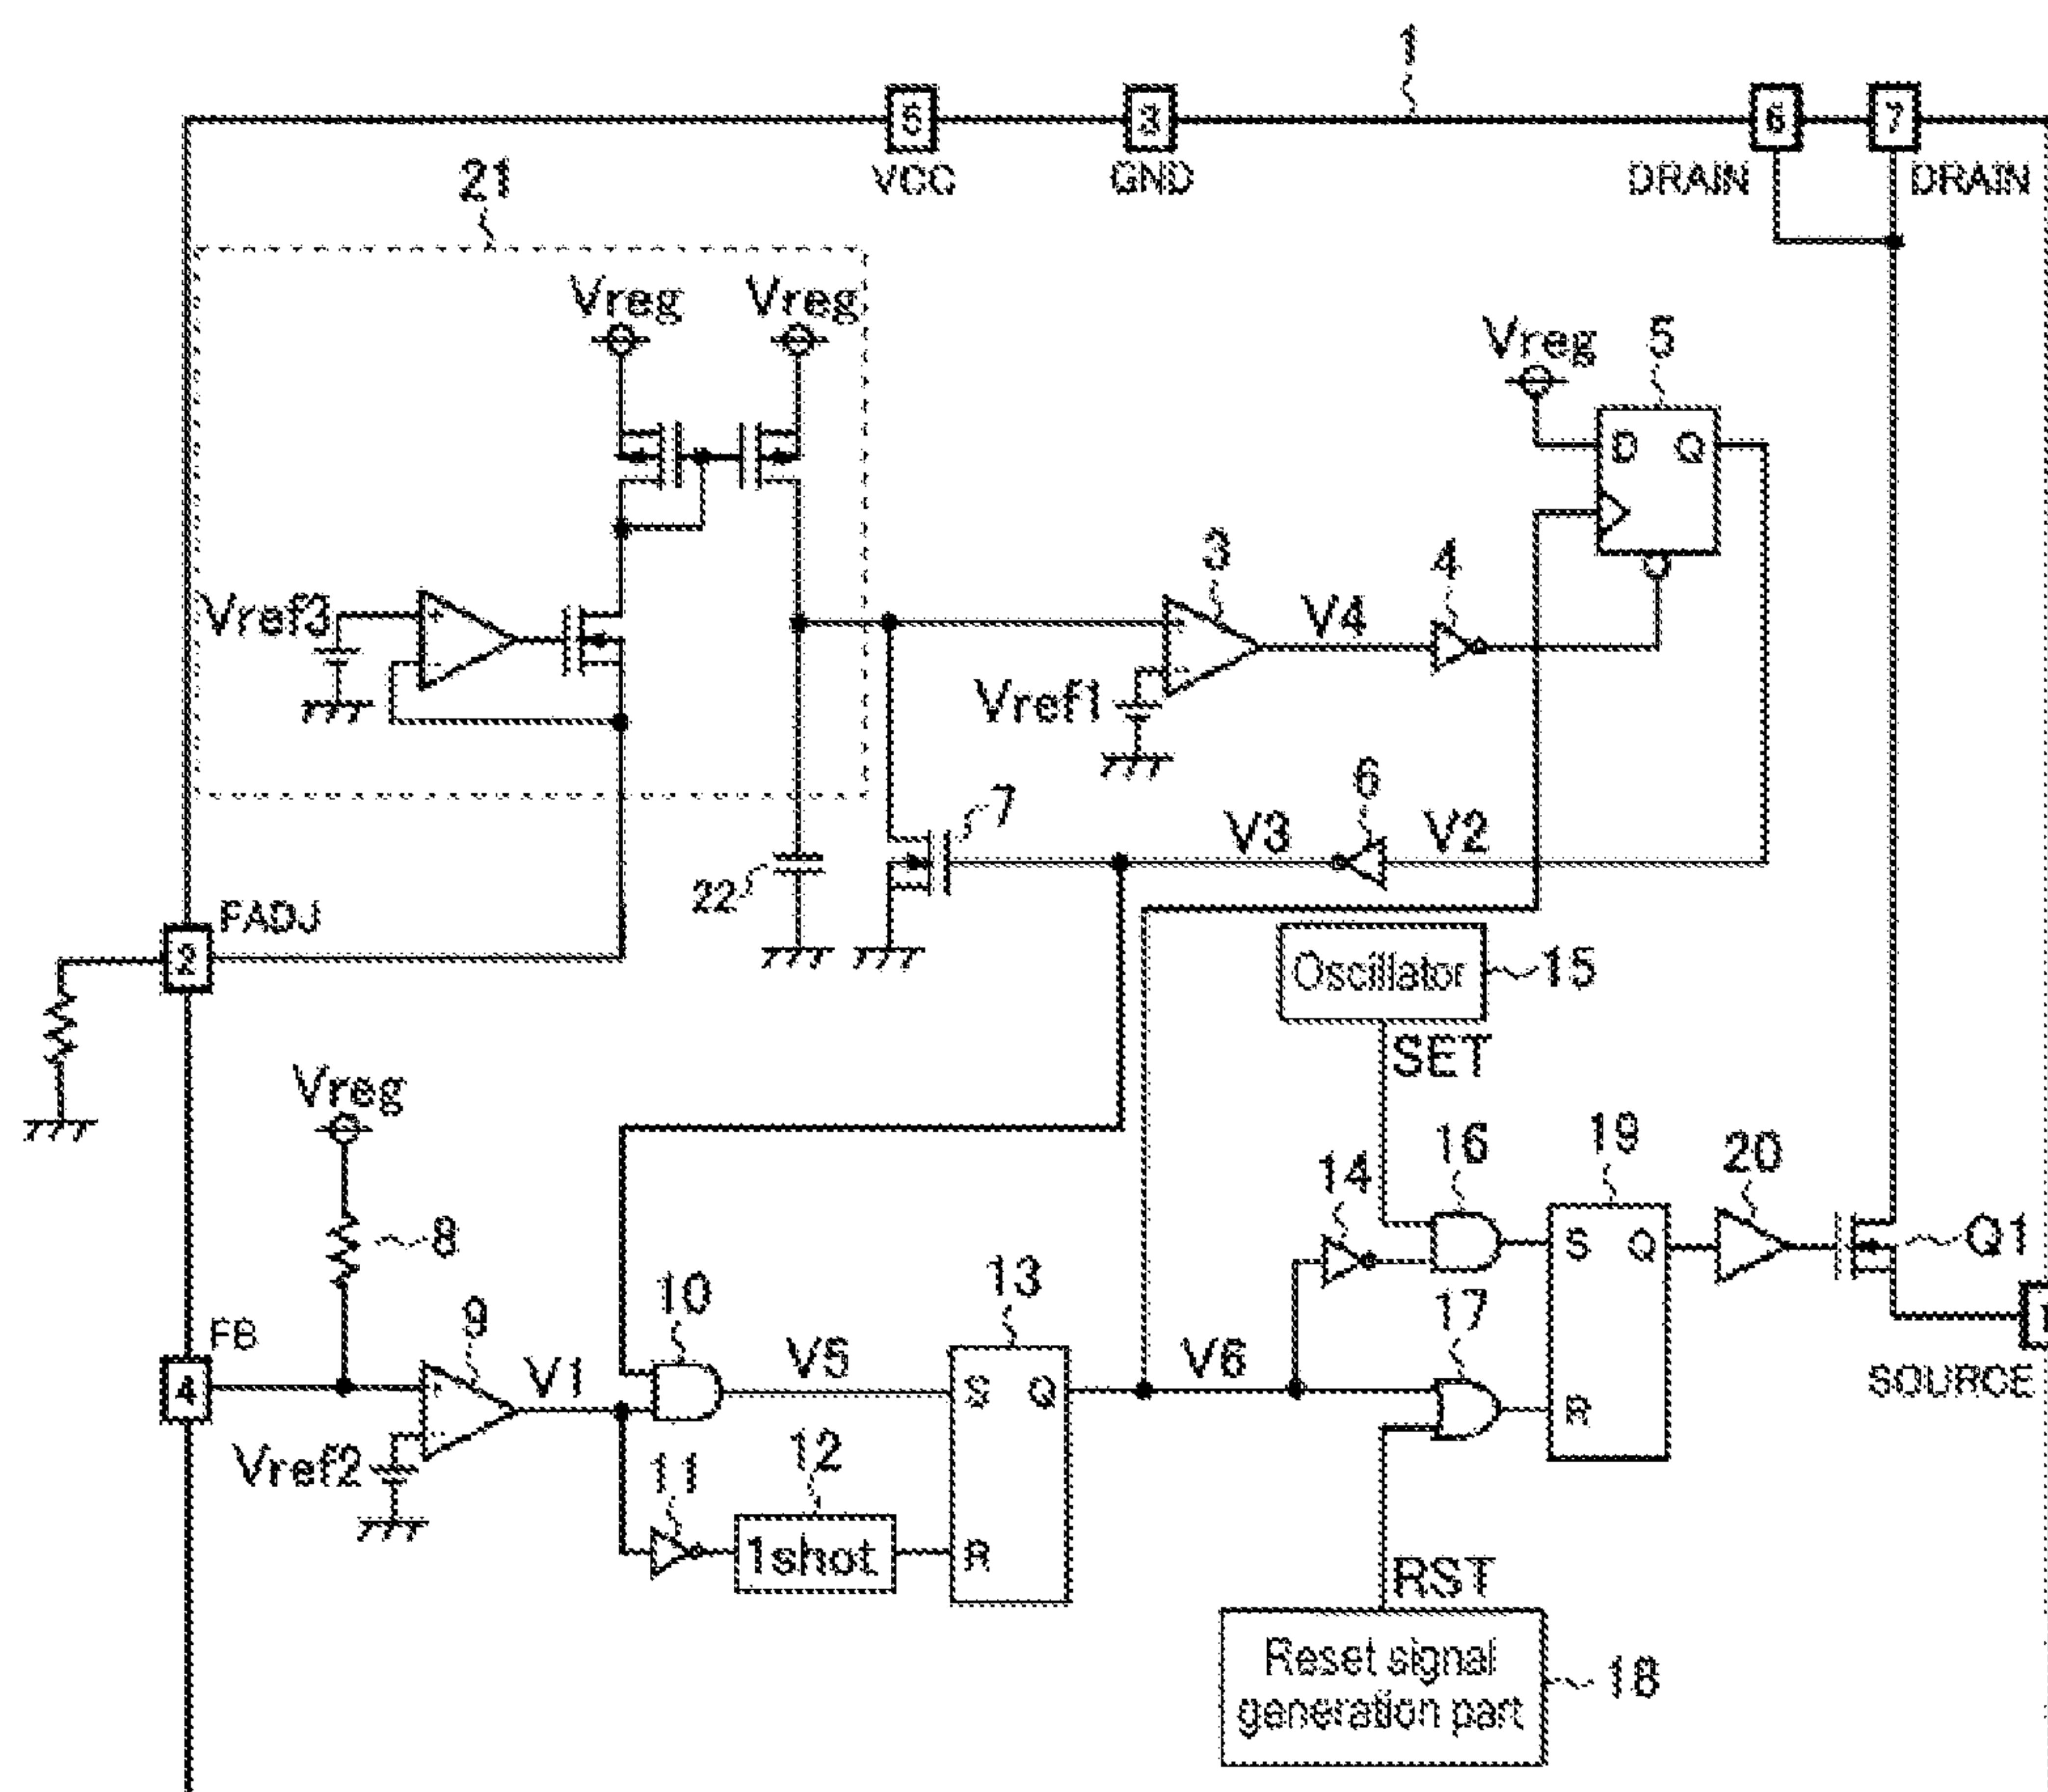 1
5
3
6
7
VCC
GND
DRAIN
DRAIN
21
Vreg
Vreg
Vreg
5
D
Q
3
4
Vref3
+
-
+
-
V4
Vref1
6
7
V3
V2
22
FADJ
2
Oscillator
15
SET
Vreg
8
14
16
19
20
S
Q
Q1
17
R
FB
4
9
+
-
V1
10
V5
13
S
Q
V6
SOURCE
1
Vref2
11
12
1shot
R
RST
Reset signal
generation part
18